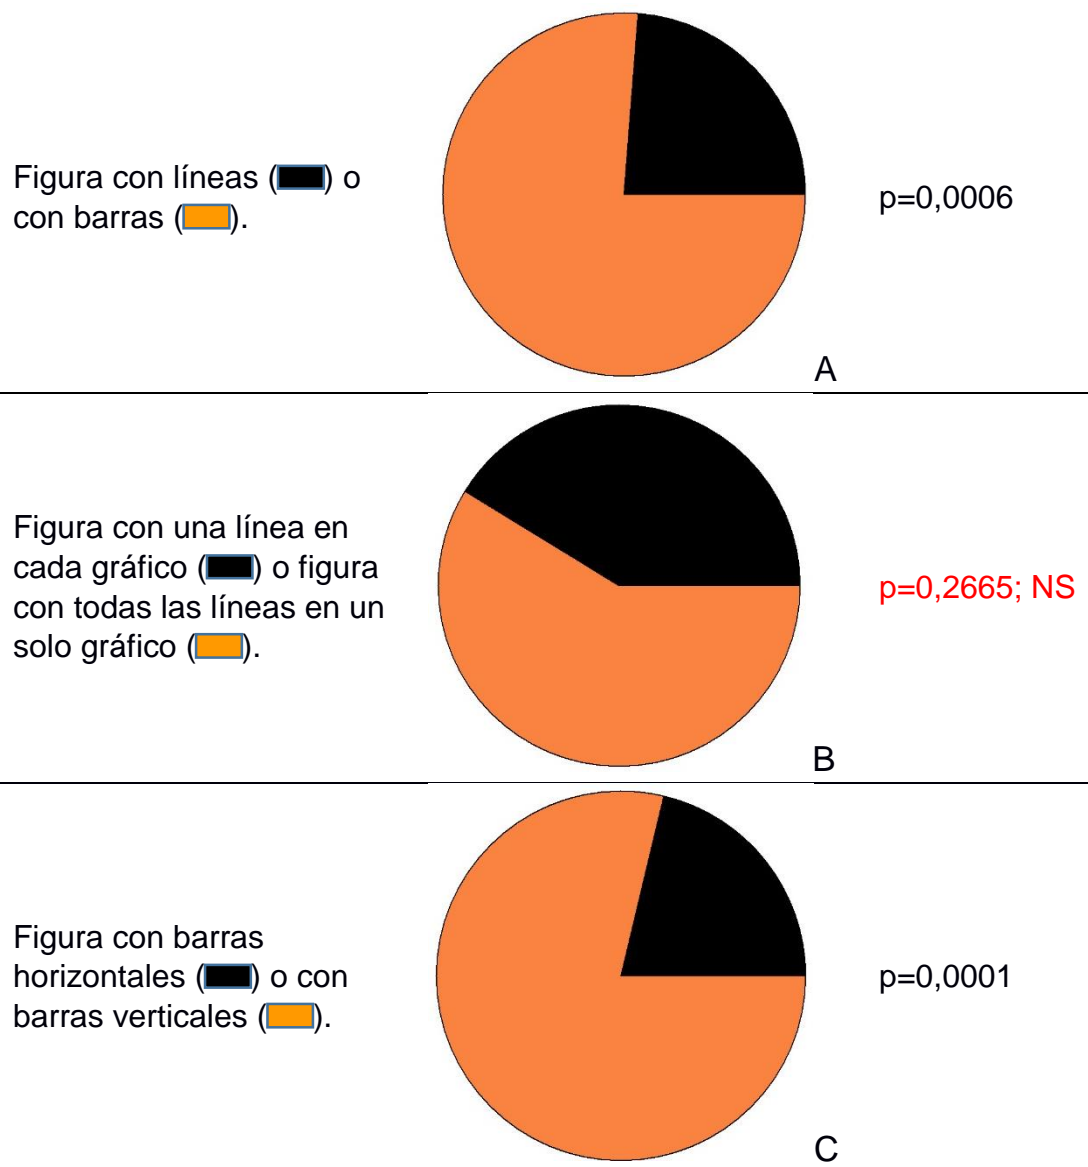 Figura con líneas ( ) o
con barras ( ).
p=0,0006
A
Figura con una línea en
cada gráfico ( ) o figura
con todas las líneas en un
solo gráfico ( ).
p=0,2665; NS
B
Figura con barras
horizontales ( ) o con
barras verticales ( ).
p=0,0001
C